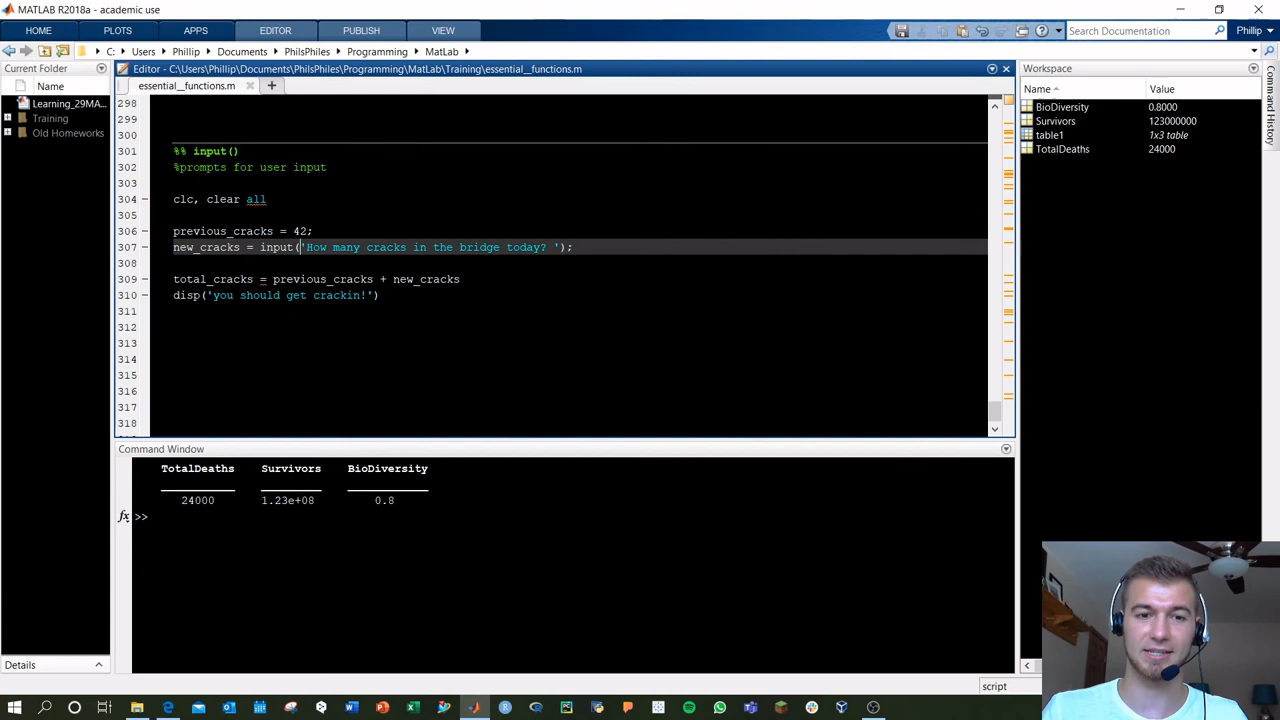 MATLAB R2018a - academic use
HOME PLOTS APPS EDITOR PUBLISH VIEW Search Documentation Phillip
C: Users Phillip Documents PhilsPhiles Programming MatLab
Current Folder
Name
Learning_29MA...
Training
Old Homeworks
Details
Editor - C:\Users\Phillip\Documents\PhilsPhiles\Programming\MatLab\Training\essential__functions.m
essential__functions.m
298
299
300
301 %% input()
302 %prompts for user input
303
304 clc, clear all
305
306 previous_cracks = 42;
307 new_cracks = input('How many cracks in the bridge today? ');
308
309 total_cracks = previous_cracks + new_cracks
310 disp('you should get crackin!')
311
312
313
314
315
316
317
318
Command Window
TotalDeaths Survivors BioDiversity
24000 1.23e+08 0.8
fx >>
Workspace
Name Value
BioDiversity 0.8000
Survivors 123000000
table1 1x3 table
TotalDeaths 24000
Command History
script